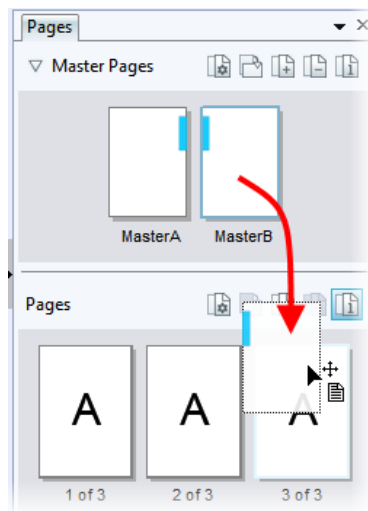 Pages
Master Pages
MasterA MasterB
Pages
A A A
1 of 3 2 of 3 3 of 3